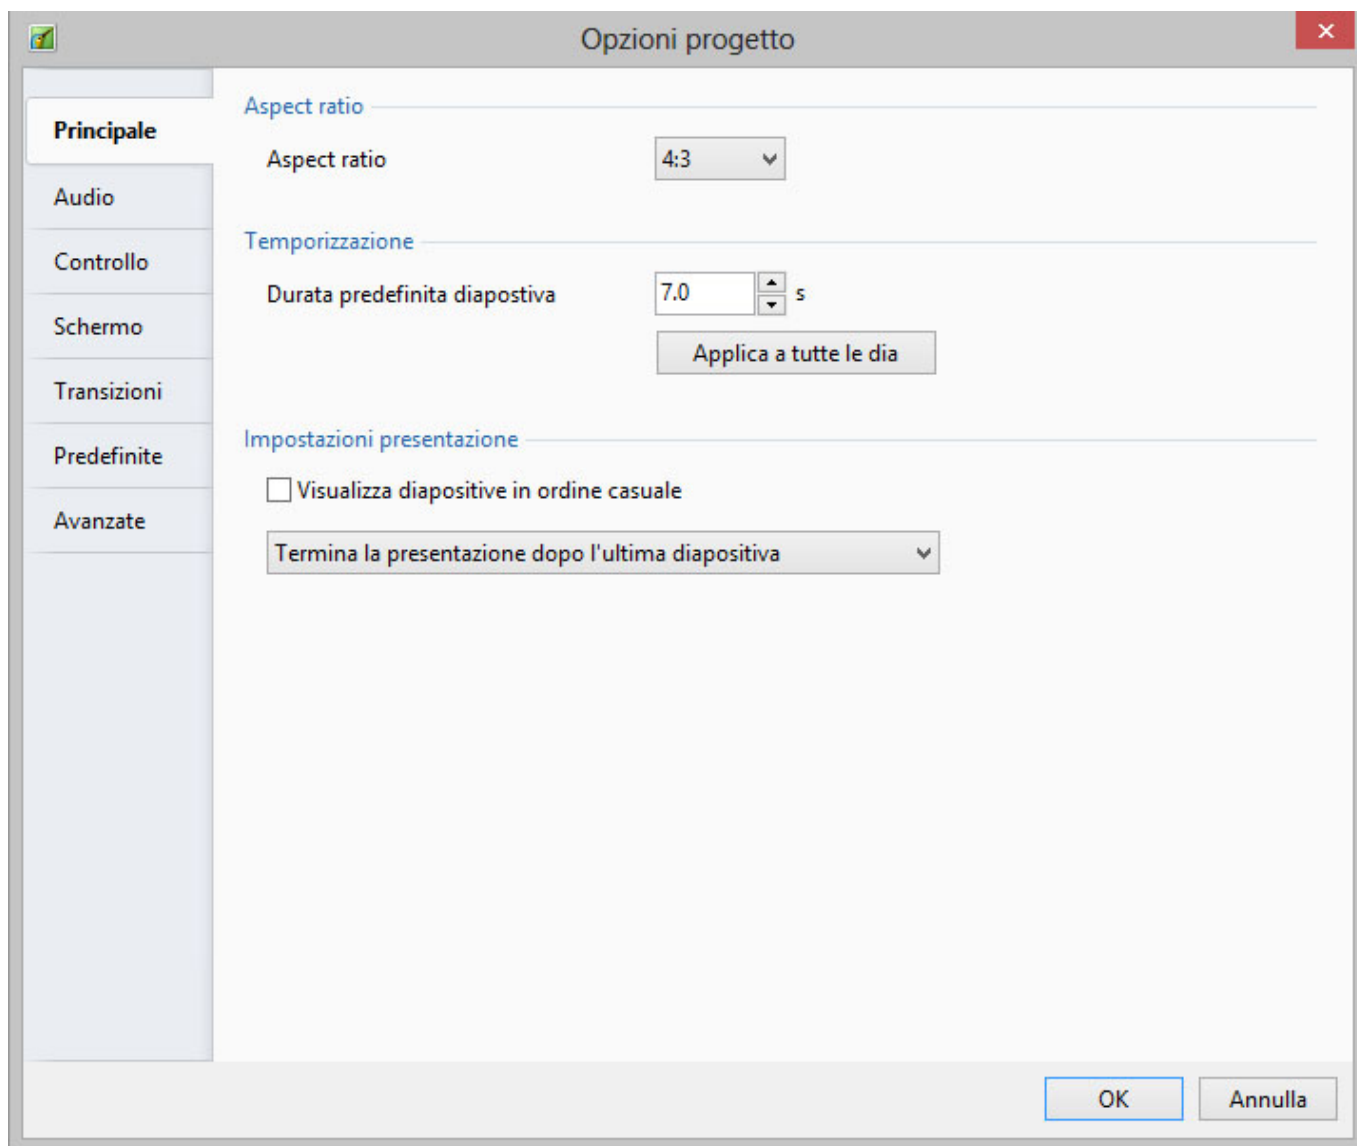 Opzioni progetto
Principale
Audio
Controllo
Schermo
Transizioni
Predefinite
Avanzate
Aspect ratio
Aspect ratio 4:3
Temporizzazione
Durata predefinita diapostiva 7.0 s
Applica a tutte le dia
Impostazioni presentazione
Visualizza diapositive in ordine casuale
Termina la presentazione dopo l'ultima diapositiva
OK Annulla